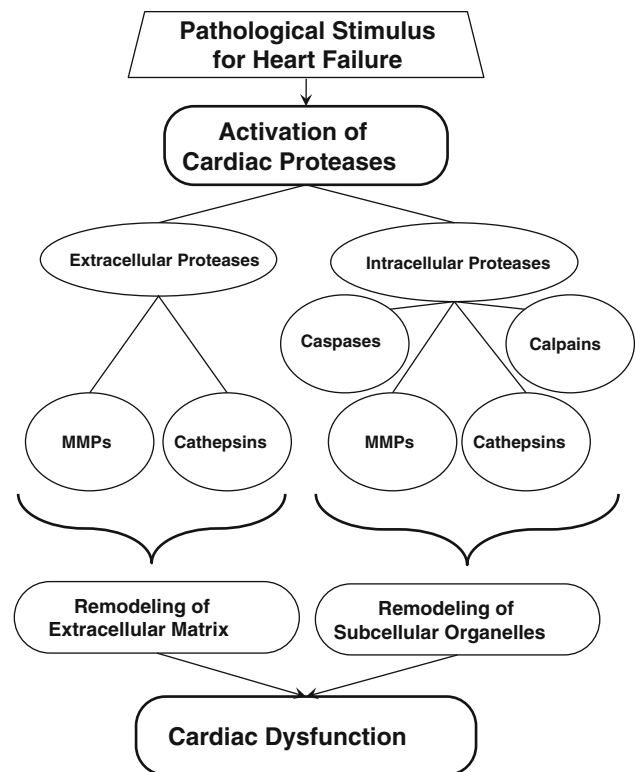 Pathological Stimulus
for Heart Failure
Activation of
Cardiac Proteases
Extracellular Proteases
Intracellular Proteases
Caspases
Calpains
MMPs
Cathepsins
MMPs
Cathepsins
Remodeling of
Extracellular Matrix
Remodeling of
Subcellular Organelles
Cardiac Dysfunction